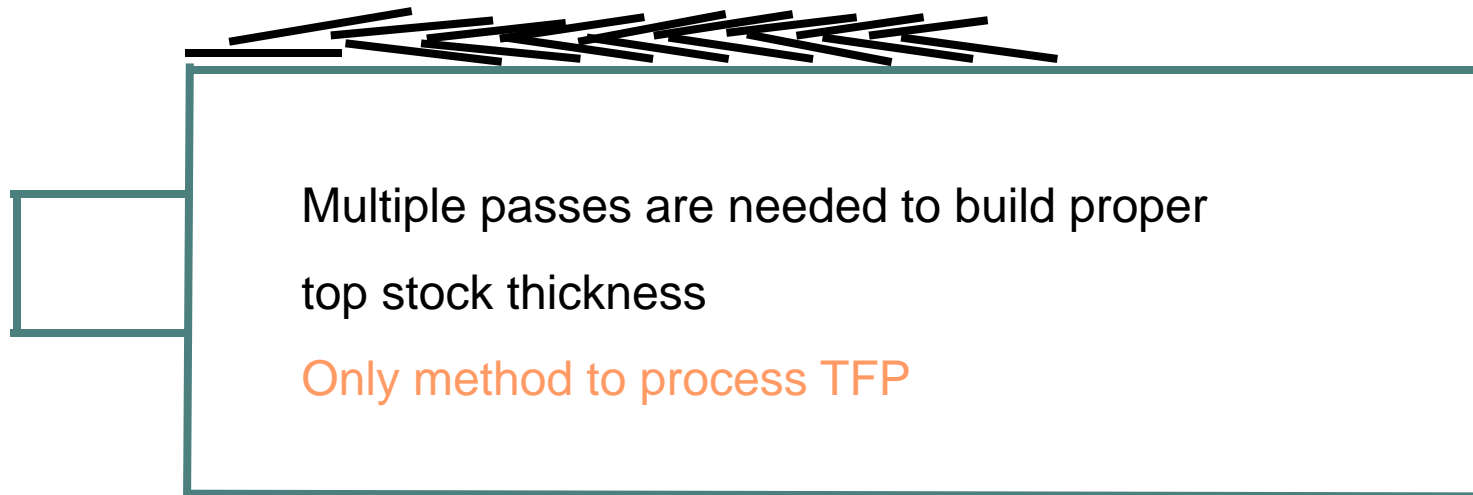 Multiple passes are needed to build proper
top stock thickness
Only method to process TFP